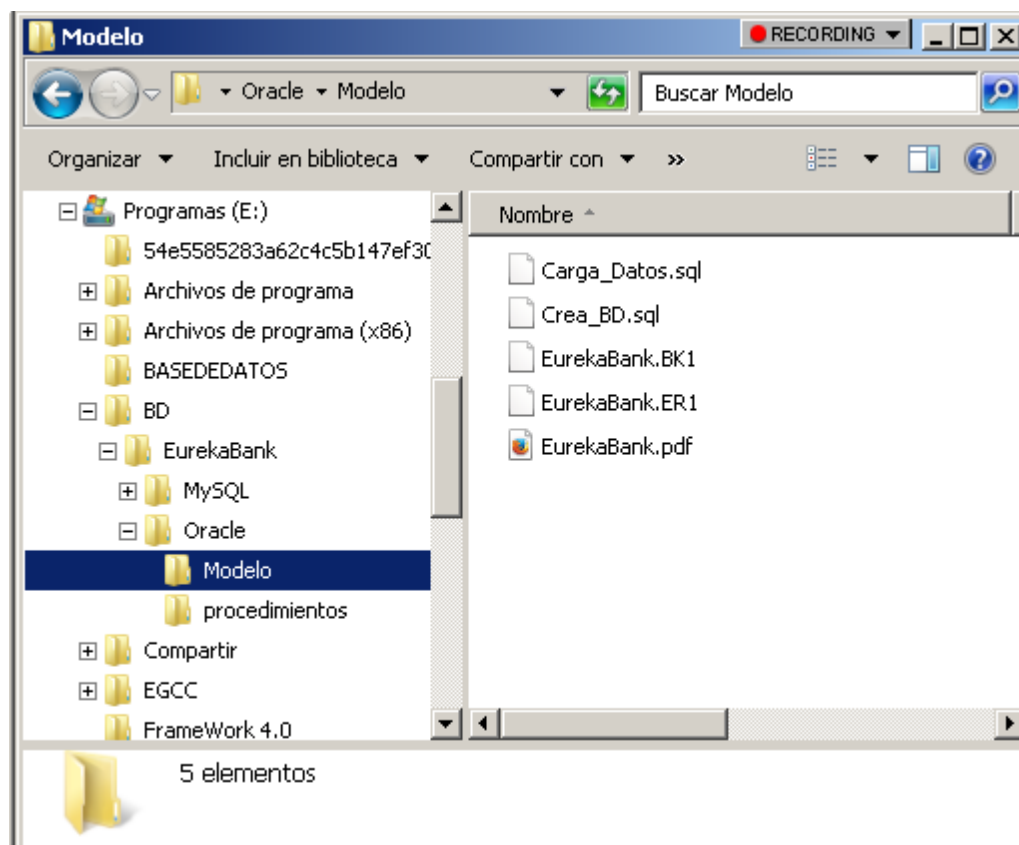 Modelo
RECORDING
Oracle Modelo
Buscar Modelo
Organizar
Incluir en biblioteca
Compartir con
»
Programas (E:)
54e5585283a62c4c5b147ef30
Archivos de programa
Archivos de programa (x86)
BASEDEDATOS
BD
EurekaBank
MySQL
Oracle
Modelo
procedimientos
Compartir
EGCC
FrameWork 4.0
Nombre
Carga_Datos.sql
Crea_BD.sql
EurekaBank.BK1
EurekaBank.ER1
EurekaBank.pdf
5 elementos